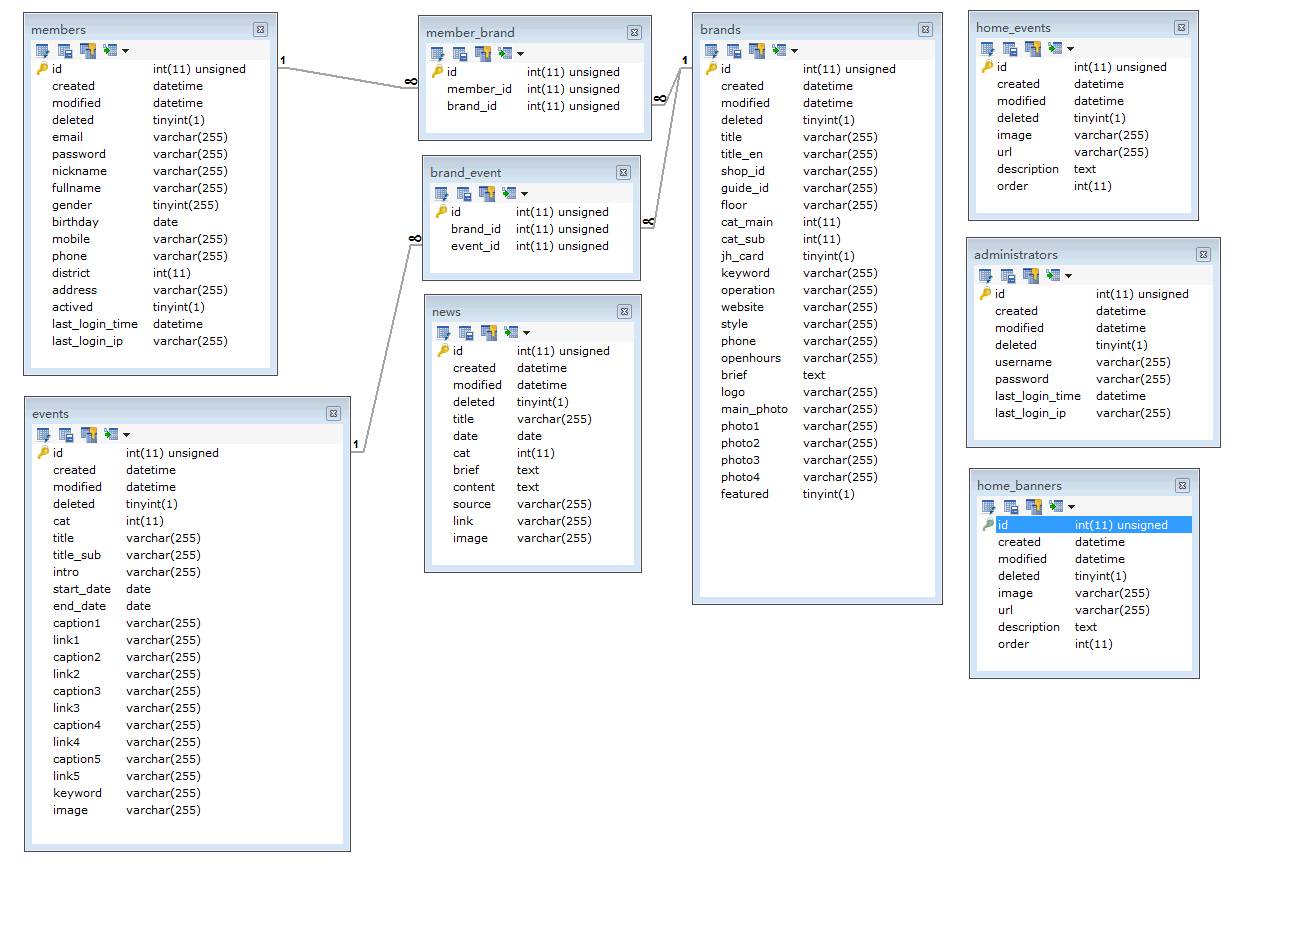 members
id int(11) unsigned
created datetime
modified datetime
deleted tinyint(1)
email varchar(255)
password varchar(255)
nickname varchar(255)
fullname varchar(255)
gender tinyint(255)
birthday date
mobile varchar(255)
phone varchar(255)
district int(11)
address varchar(255)
actived tinyint(1)
last_login_time datetime
last_login_ip varchar(255)
1
∞
member_brand
id int(11) unsigned
member_id int(11) unsigned
brand_id int(11) unsigned
∞
1
brand_event
id int(11) unsigned
brand_id int(11) unsigned
event_id int(11) unsigned
∞
∞
news
id int(11) unsigned
created datetime
modified datetime
deleted tinyint(1)
title varchar(255)
date date
cat int(11)
brief text
content text
source varchar(255)
link varchar(255)
image varchar(255)
events
id int(11) unsigned
created datetime
modified datetime
deleted tinyint(1)
cat int(11)
title varchar(255)
title_sub varchar(255)
intro varchar(255)
start_date date
end_date date
caption1 varchar(255)
link1 varchar(255)
caption2 varchar(255)
link2 varchar(255)
caption3 varchar(255)
link3 varchar(255)
caption4 varchar(255)
link4 varchar(255)
caption5 varchar(255)
link5 varchar(255)
keyword varchar(255)
image varchar(255)
1
brands
id int(11) unsigned
created datetime
modified datetime
deleted tinyint(1)
title varchar(255)
title_en varchar(255)
shop_id varchar(255)
guide_id varchar(255)
floor varchar(255)
cat_main int(11)
cat_sub int(11)
jh_card tinyint(1)
keyword varchar(255)
operation varchar(255)
website varchar(255)
style varchar(255)
phone varchar(255)
openhours varchar(255)
brief text
logo varchar(255)
main_photo varchar(255)
photo1 varchar(255)
photo2 varchar(255)
photo3 varchar(255)
photo4 varchar(255)
featured tinyint(1)
home_events
id int(11) unsigned
created datetime
modified datetime
deleted tinyint(1)
image varchar(255)
url varchar(255)
description text
order int(11)
administrators
id int(11) unsigned
created datetime
modified datetime
deleted tinyint(1)
username varchar(255)
password varchar(255)
last_login_time datetime
last_login_ip varchar(255)
home_banners
id int(11) unsigned
created datetime
modified datetime
deleted tinyint(1)
image varchar(255)
url varchar(255)
description text
order int(11)